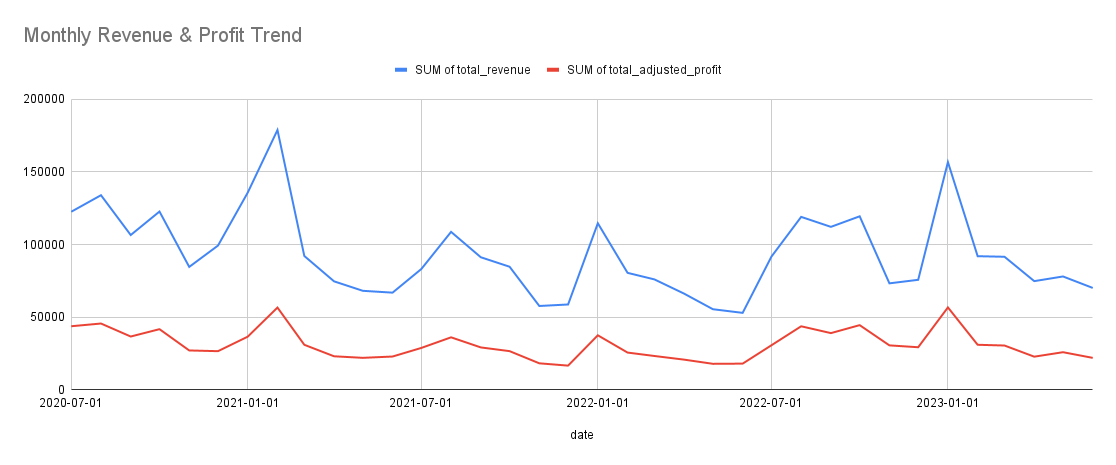 Monthly Revenue & Profit Trend
SUM of total_revenue
SUM of total_adjusted_profit
200000
150000
100000
50000
0
2020-07-01
2021-01-01
2021-07-01
2022-01-01
2022-07-01
2023-01-01
date